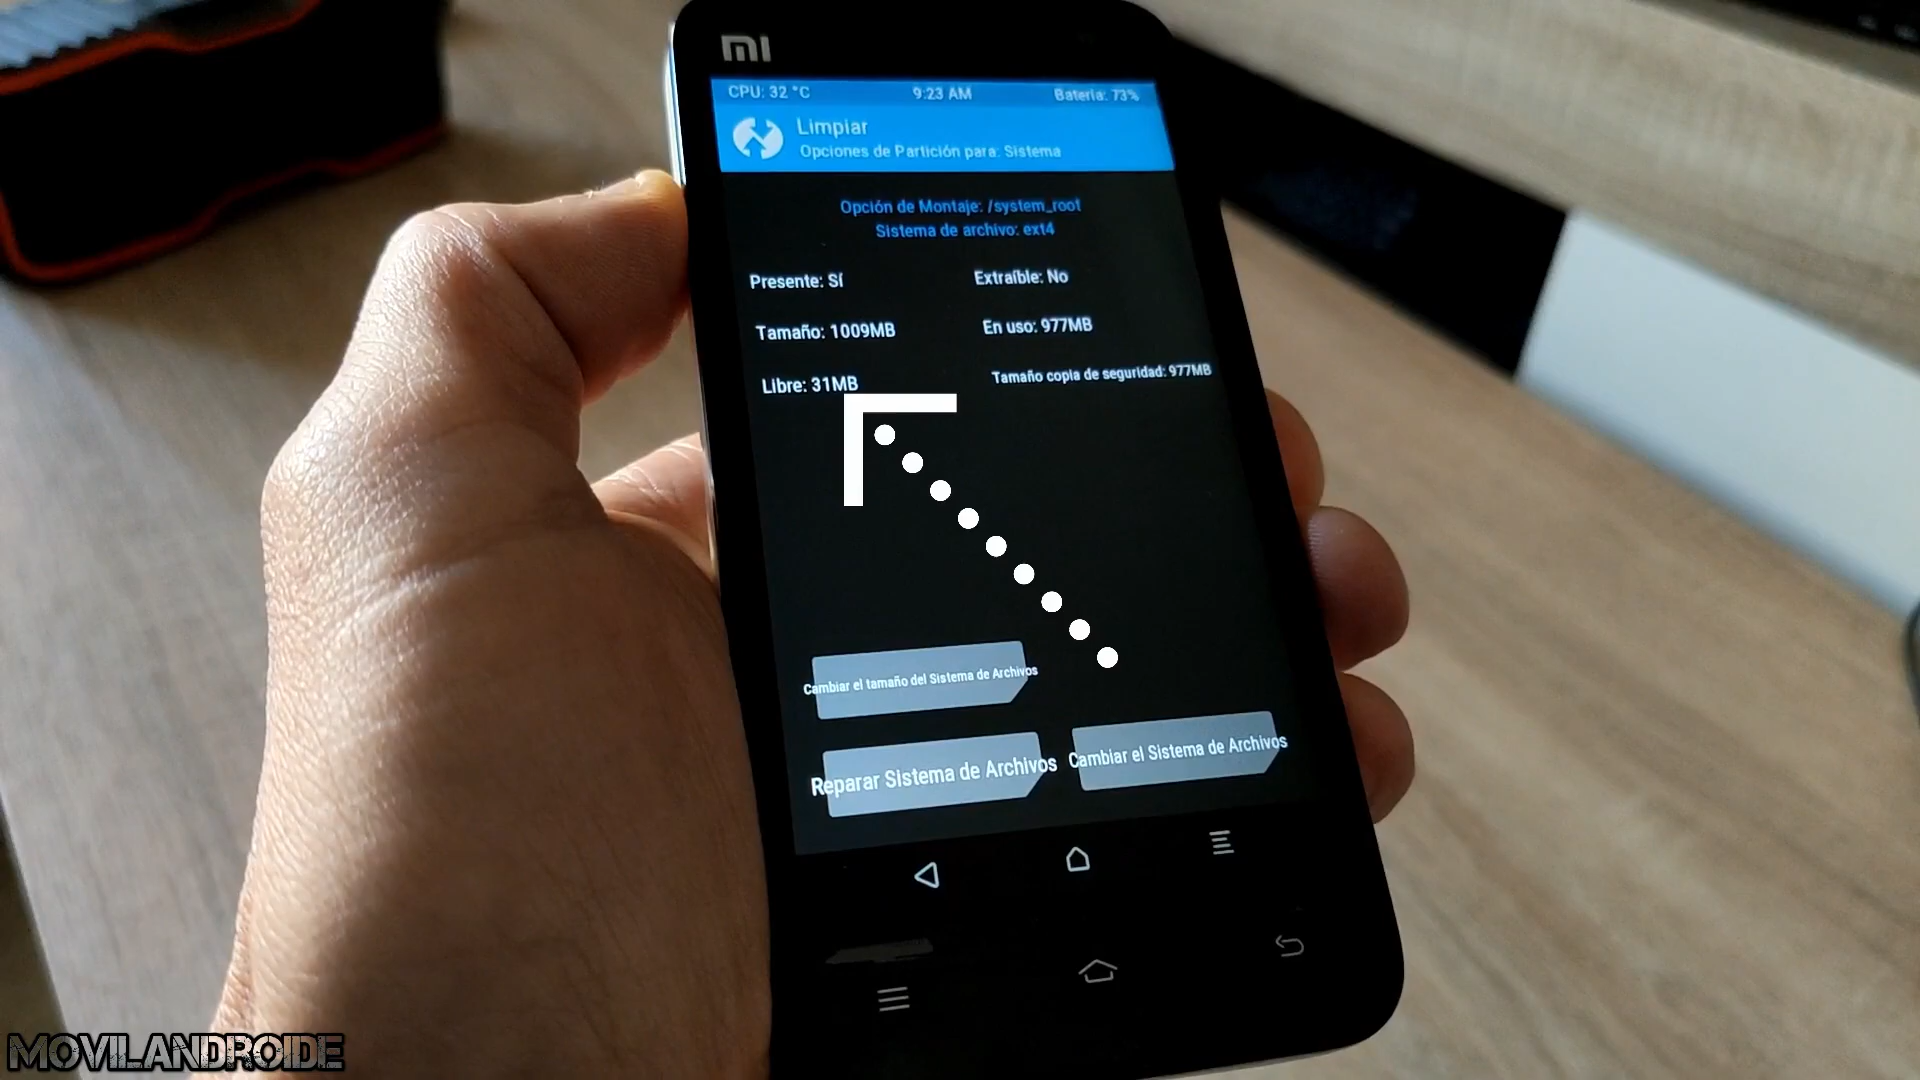 MI
CPU: 32 °C 9:23 AM Batería: 73%
Limpiar
Opciones de Partición para: Sistema
Opción de Montaje: /system_root
Sistema de archivo: ext4
Presente: Sí Extraíble: No
Tamaño: 1009MB En uso: 977MB
Libre: 31MB Tamaño copia de seguridad: 977MB
Cambiar el tamaño del Sistema de Archivos
Reparar Sistema de Archivos Cambiar el Sistema de Archivos
MOVILANDROIDE